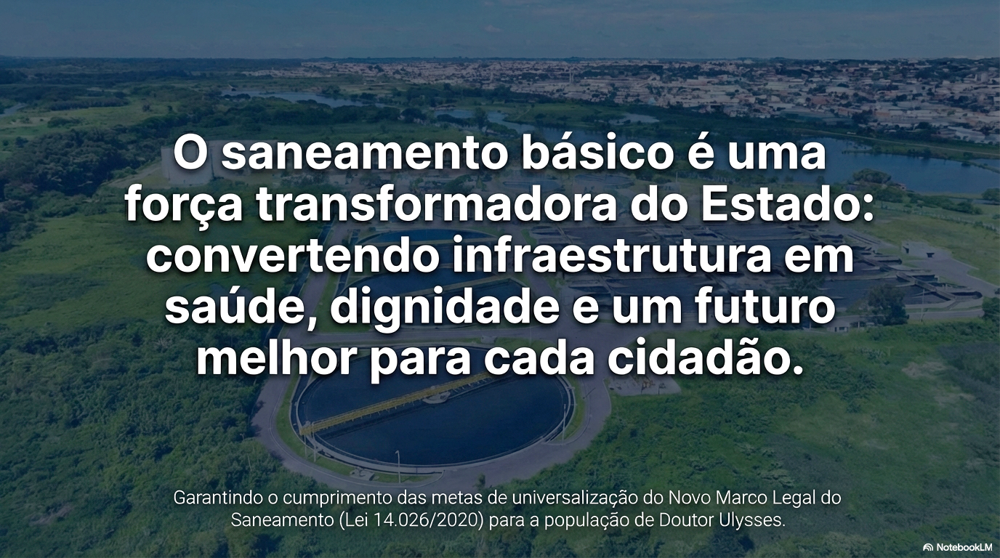 O saneamento básico é uma
força transformadora do Estado:
convertendo infraestrutura em
saúde, dignidade e um futuro
melhor para cada cidadão.
Garantindo o cumprimento das metas de universalização do Novo Marco Legal do
Saneamento (Lei 14.026/2020) para a população de Doutor Ulysses.
NotebookLM